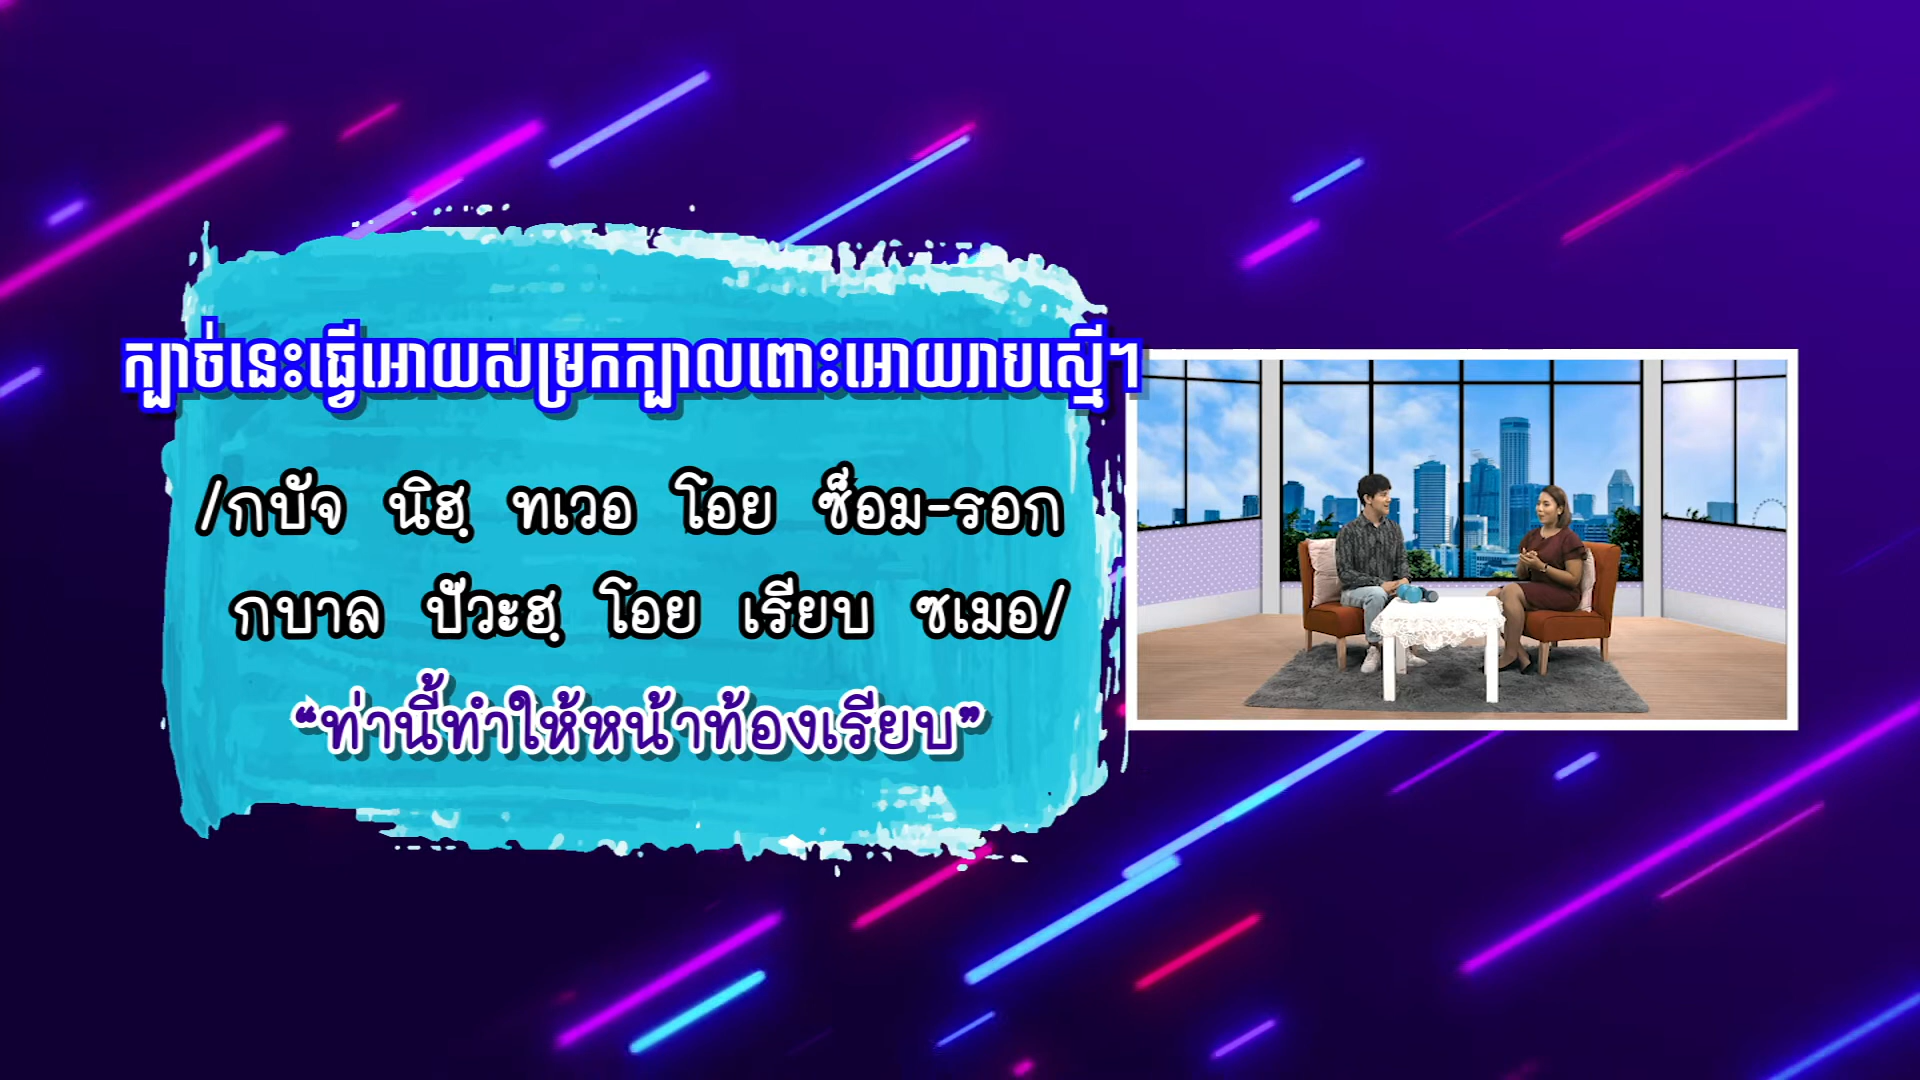 ក្បាច់នេះធ្វើអោយសម្រកក្បាលពោះអោយរាបស្មើៗ
/กบัจ นิฮฺ ทเวอ โอย ซ็อม-รอก
กบาล ปัวะฮฺ โอย เรียบ ซเมอ/
“ท่านี้ทำให้หน้าท้องเรียบ”